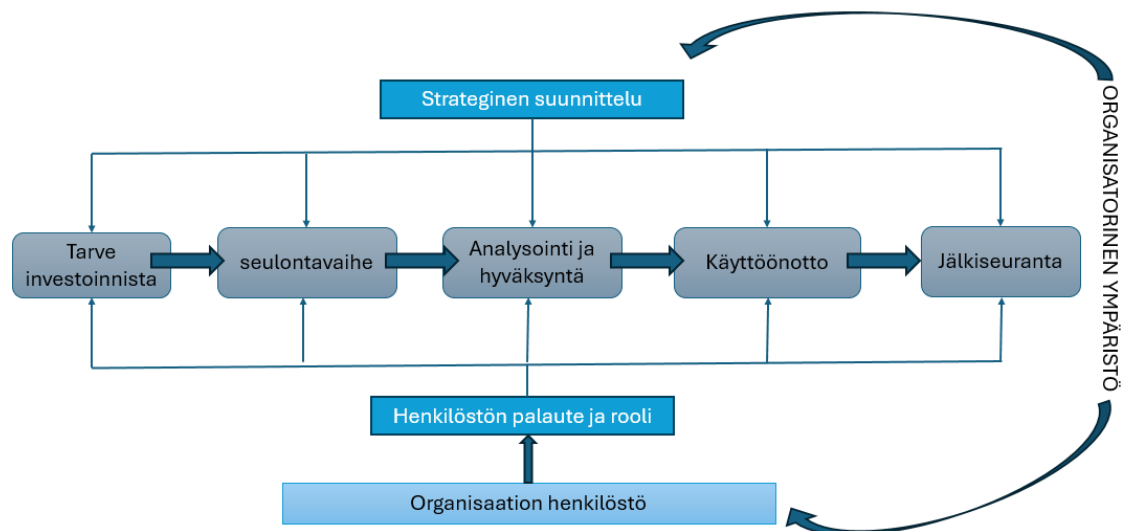 Strateginen suunnittelu
Tarve
investoinnista
seulontavaihe
Analysointi ja
hyväksyntä
Käyttöönotto
Jälkiseuranta
Henkilöstön palaute ja rooli
Organisaation henkilöstö
ORGANISATORINEN YMPÄRISTÖ